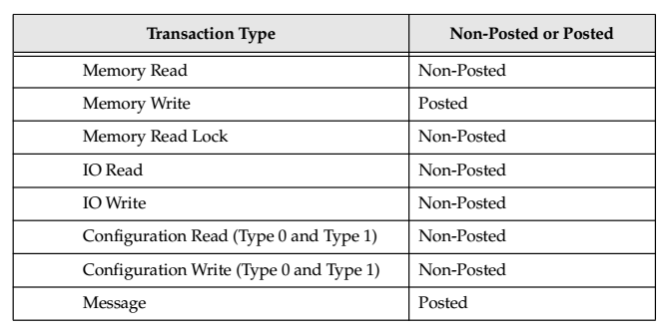 Transaction Type Non-Posted or Posted
Memory Read Non-Posted
Memory Write Posted
Memory Read Lock Non-Posted
IO Read Non-Posted
IO Write Non-Posted
Configuration Read (Type 0 and Type 1) Non-Posted
Configuration Write (Type 0 and Type 1) Non-Posted
Message Posted